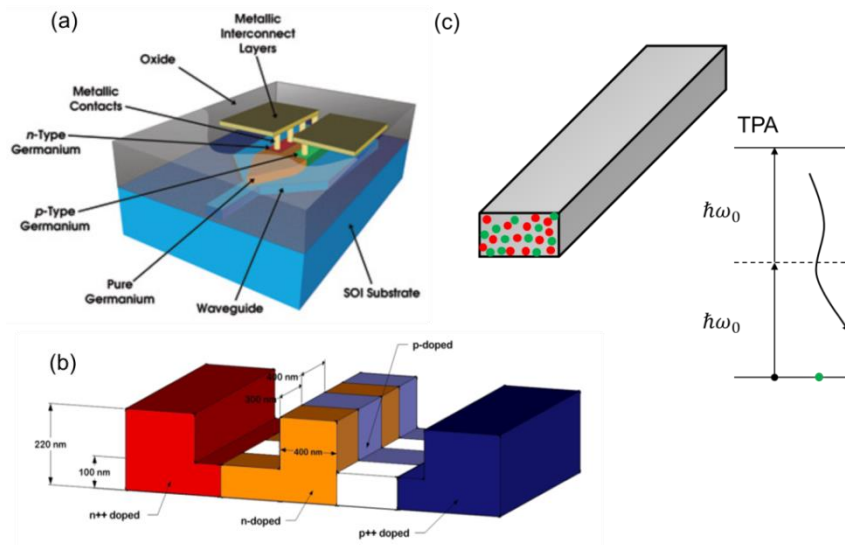 (a)
Metallic
Interconnect
Layers
Oxide
Metallic
Contacts
n-Type
Germanium
p-Type
Germanium
Pure
Germanium
Waveguide
SOI Substrate
(c)
TPA
ħω₀
ħω₀
(b)
p-doped
800 nm
220 nm
100 nm
400 nm
n++ doped
n-doped
p++ doped